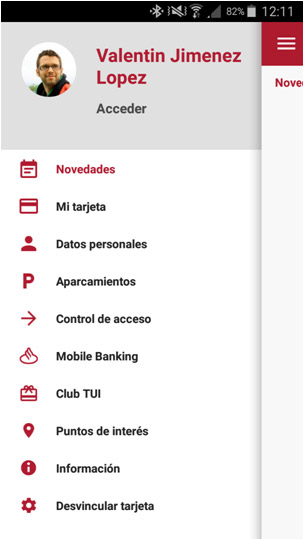 82% 12:11
Valentin Jimenez
Lopez
Acceder
Noved
Novedades
Mi tarjeta
Datos personales
P Aparcamientos
Control de acceso
Mobile Banking
Club TUI
Puntos de interés
Información
Desvincular tarjeta